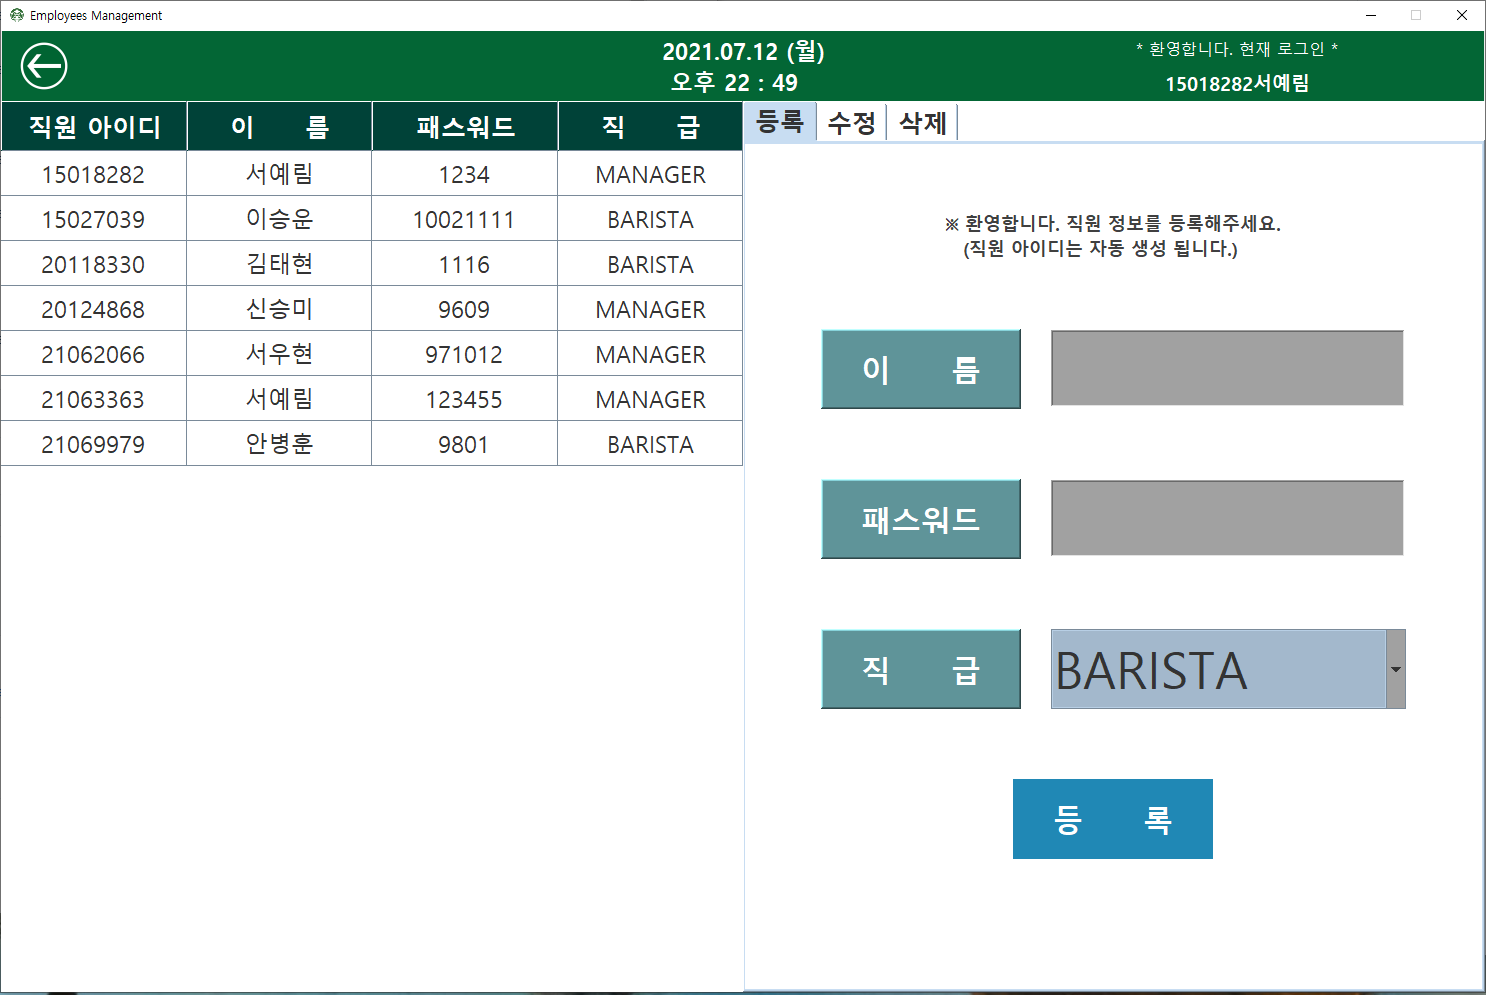 Employees Management
2021.07.12 (월)
오후 22 : 49
* 환영합니다. 현재 로그인 *
15018282서예림
직원 아이디 이 름 패스워드 직 급
15018282 서예림 1234 MANAGER
15027039 이승운 10021111 BARISTA
20118330 김태현 1116 BARISTA
20124868 신승미 9609 MANAGER
21062066 서우현 971012 MANAGER
21063363 서예림 123455 MANAGER
21069979 안병훈 9801 BARISTA
등록 수정 삭제
※ 환영합니다. 직원 정보를 등록해주세요.
(직원 아이디는 자동 생성 됩니다.)
이 름
패스워드
직 급 BARISTA
등 록